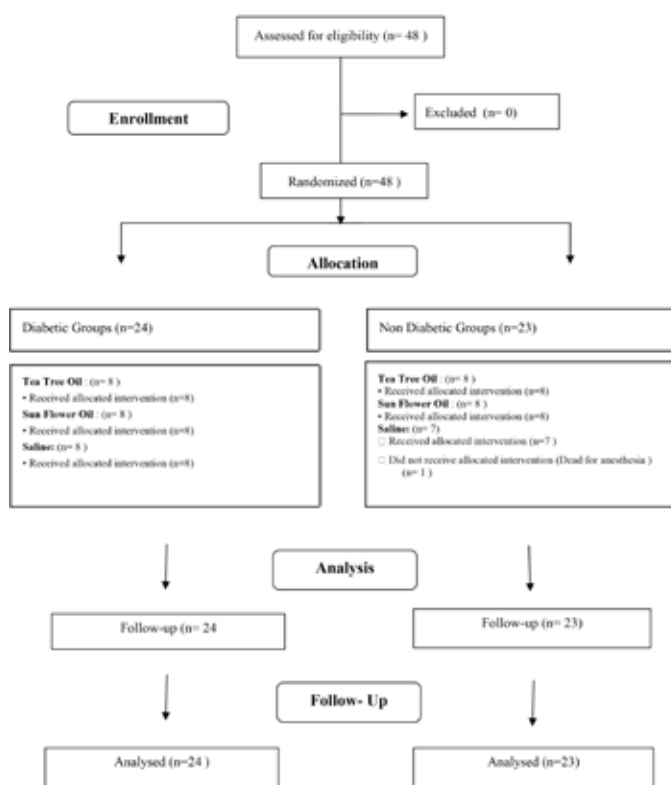 Assessed for eligibility (n= 48 )
Enrollment
Excluded  (n= 0)
Randomized (n=48 )
Allocation
Diabetic Groups (n=24)
Non Diabetic Groups (n=23)
Tea Tree Oil : (n= 8 )
• Received allocated intervention (n=8)
Sun Flower Oil : (n= 8 )
• Received allocated intervention (n=8)
Saline: (n= 8 )
• Received allocated intervention (n=8)
Tea Tree Oil : (n= 8 )
• Received allocated intervention (n=8)
Sun Flower Oil : (n= 8 )
• Received allocated intervention (n=8)
Saline: (n= 7)
□ Received allocated intervention (n=7 )
□ Did not receive allocated intervention (Dead for anesthesia )
(n= 1 )
Analysis
Follow-up (n= 24
Follow-up (n= 23)
Follow- Up
Analysed (n=24 )
Analysed (n=23)